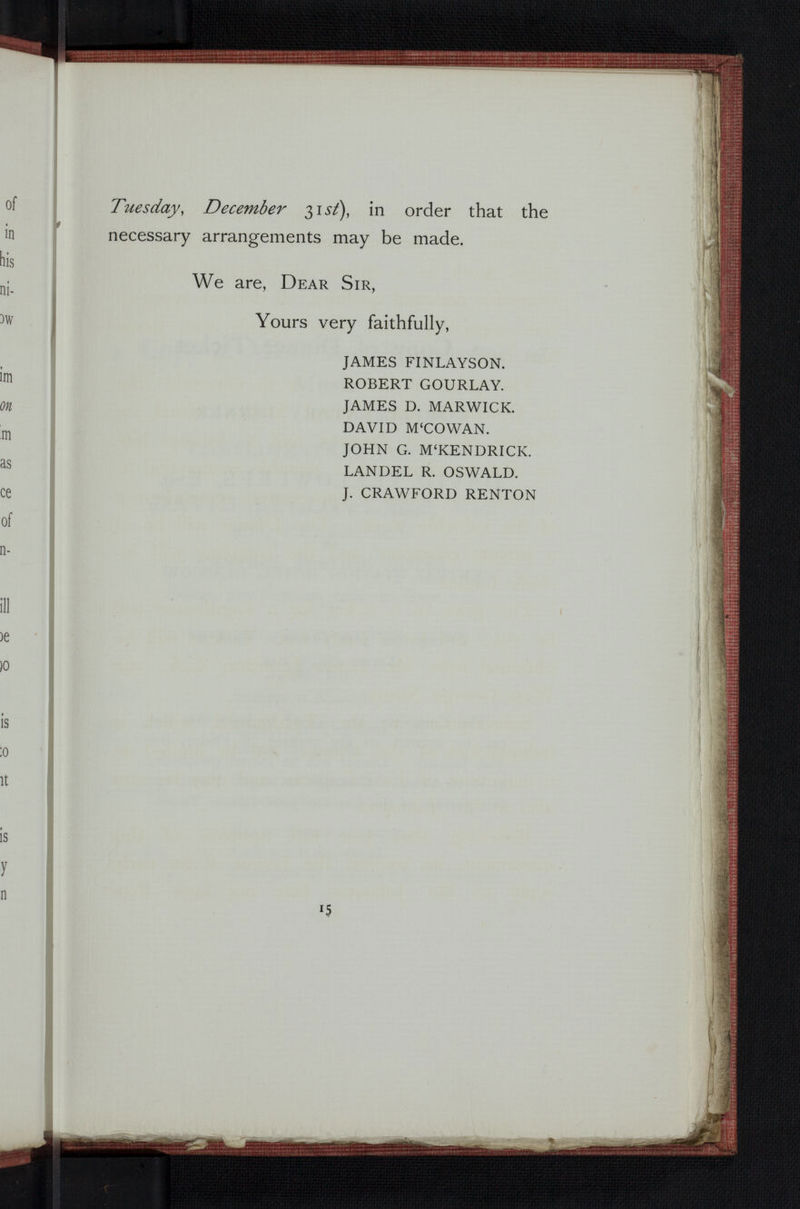 Tuesday, December 31st), in order that the
necessary arrangements may be made.
We are, Dear Sir,
Yours very faithfully,
JAMES FINLAYSON.
ROBERT GOURLAY.
JAMES D. MARWICK.
DAVID M‘COWAN.
JOHN G. M‘KENDRICK.
LANDEL R. OSWALD.
J. CRAWFORD RENTON
15